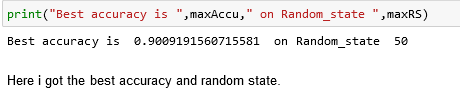 print("Best accuracy is ",maxAccu," on Random_state ",maxRS)
Best accuracy is  0.9009191560715581  on Random_state  50
Here i got the best accuracy and random state.